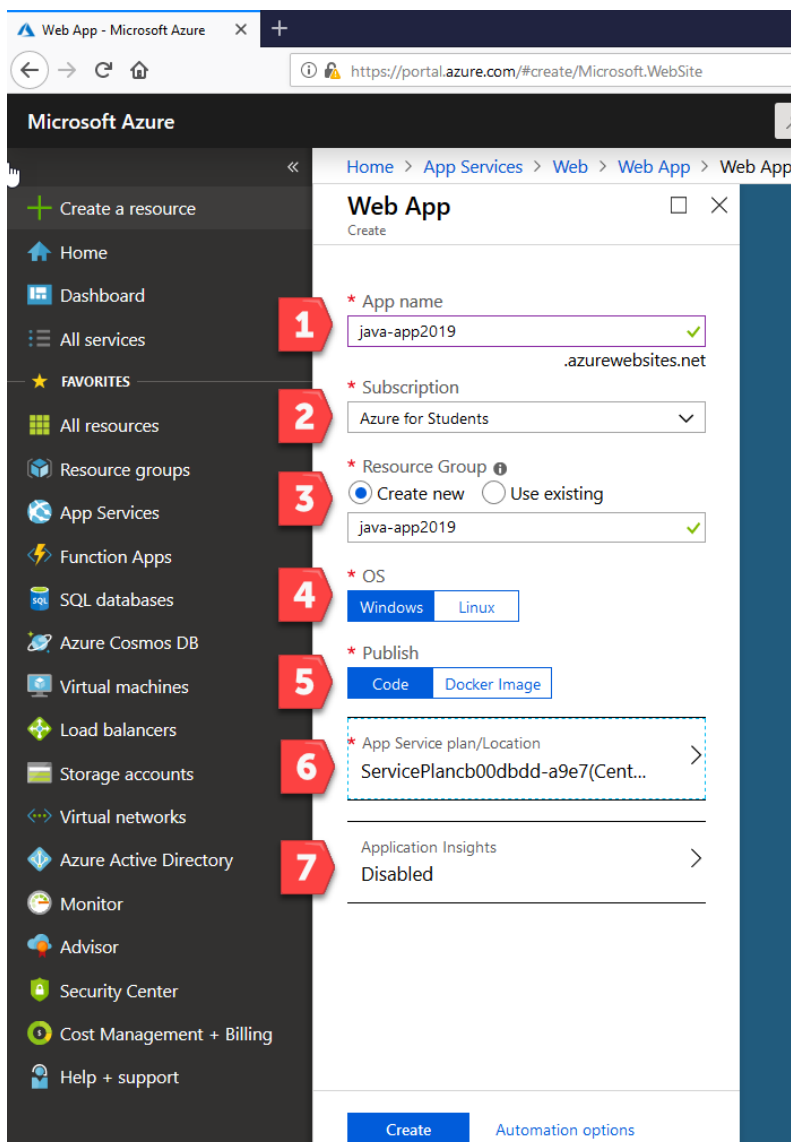 Web App - Microsoft Azure
https://portal.azure.com/#create/Microsoft.WebSite
Microsoft Azure
Home > App Services > Web > Web App > Web App
Create a resource
Home
Dashboard
All services
FAVORITES
All resources
Resource groups
App Services
Function Apps
SQL databases
Azure Cosmos DB
Virtual machines
Load balancers
Storage accounts
Virtual networks
Azure Active Directory
Monitor
Advisor
Security Center
Cost Management + Billing
Help + support
Web App
Create
1
* App name
java-app2019
.azurewebsites.net
2
* Subscription
Azure for Students
3
* Resource Group
Create new Use existing
java-app2019
4
* OS
Windows Linux
5
* Publish
Code Docker Image
6
* App Service plan/Location
ServicePlancb00dbdd-a9e7(Cent...
7
Application Insights
Disabled
Create Automation options